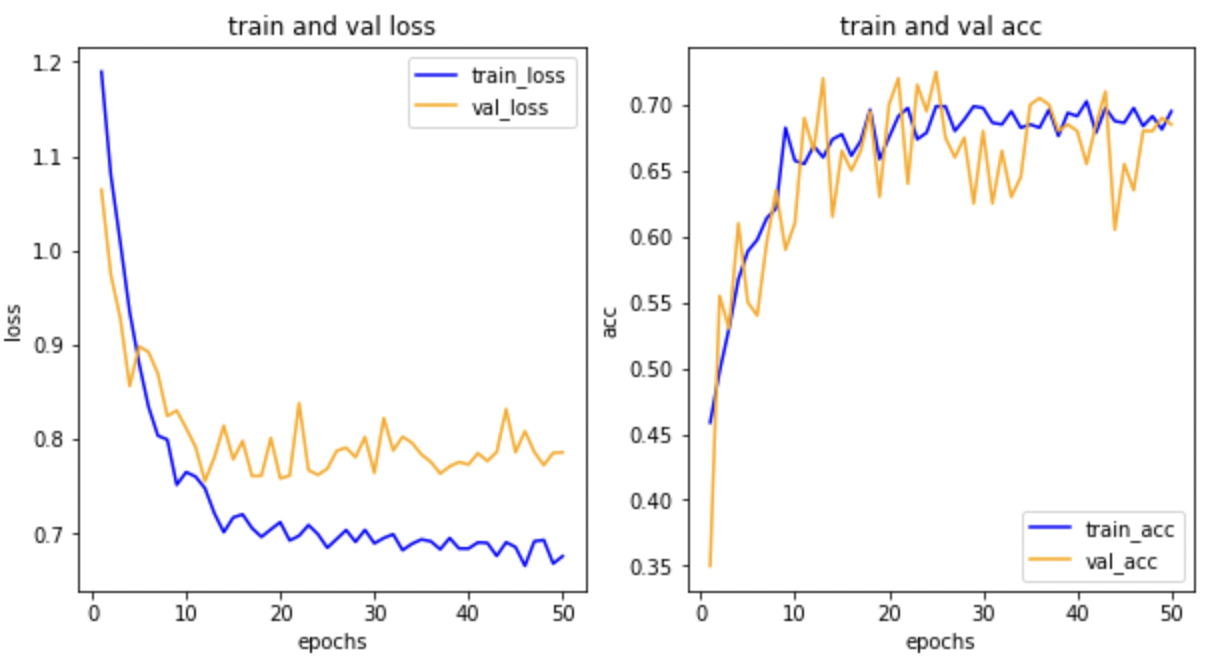 train and val loss
1.2
1.1
1.0
0.9
0.8
0.7
loss
0 10 20 30 40 50
epochs
train_loss
val_loss
train and val acc
0.70
0.65
0.60
0.55
0.50
0.45
0.40
0.35
acc
0 10 20 30 40 50
epochs
train_acc
val_acc